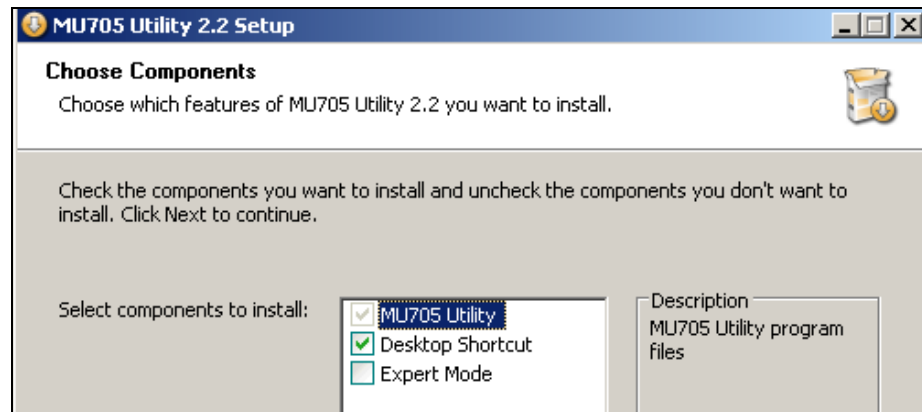 MU705 Utility 2.2 Setup
Choose Components
Choose which features of MU705 Utility 2.2 you want to install.
Check the components you want to install and uncheck the components you don't want to
install. Click Next to continue.
Select components to install:
MU705 Utility
Desktop Shortcut
Expert Mode
Description
MU705 Utility program
files